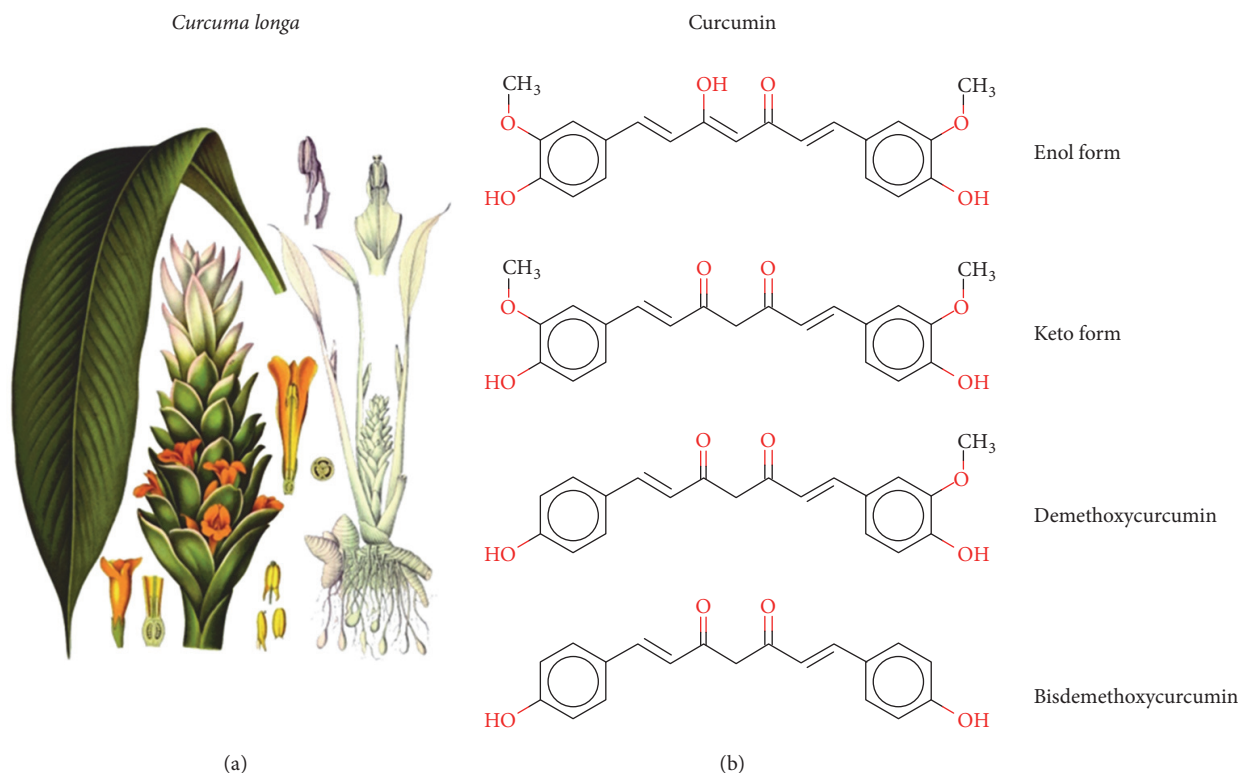 Curcuma longa
Curcumin
CH3
O
HO
OH
O
CH3
O
OH
Enol form
CH3
O
HO
O
O
CH3
O
OH
Keto form
HO
O
O
CH3
O
OH
Demethoxycurcumin
HO
O
O
OH
Bisdemethoxycurcumin
(a)
(b)